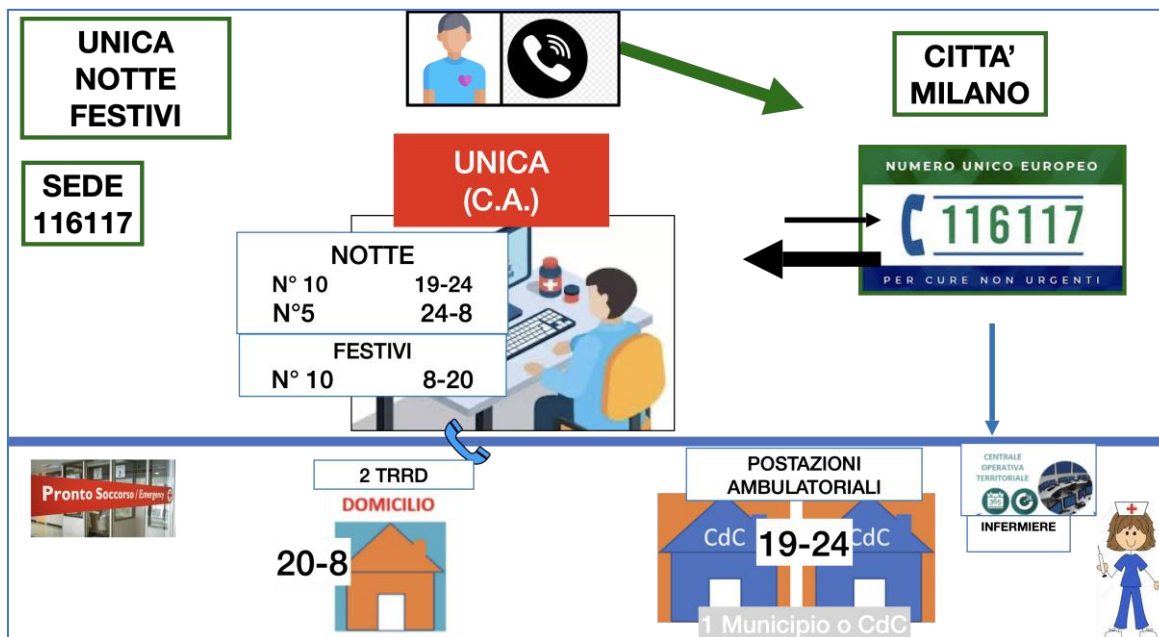 UNICA
NOTTE
FESTIVI
CITTA'
MILANO
SEDE
116117
UNICA
(C.A.)
NUMERO UNICO EUROPEO
116117
PER CURE NON URGENTI
NOTTE
N° 10 19-24
N°5 24-8
FESTIVI
N° 10 8-20
Pronto Soccorso / Emergency
2 TRRD
DOMICILIO
20-8
POSTAZIONI
AMBULATORIALI
CdC 19-24 CdC
1 Municipio o CdC
CENTRALE
OPERATIVA
TERRITORIALE
INFERMIERE